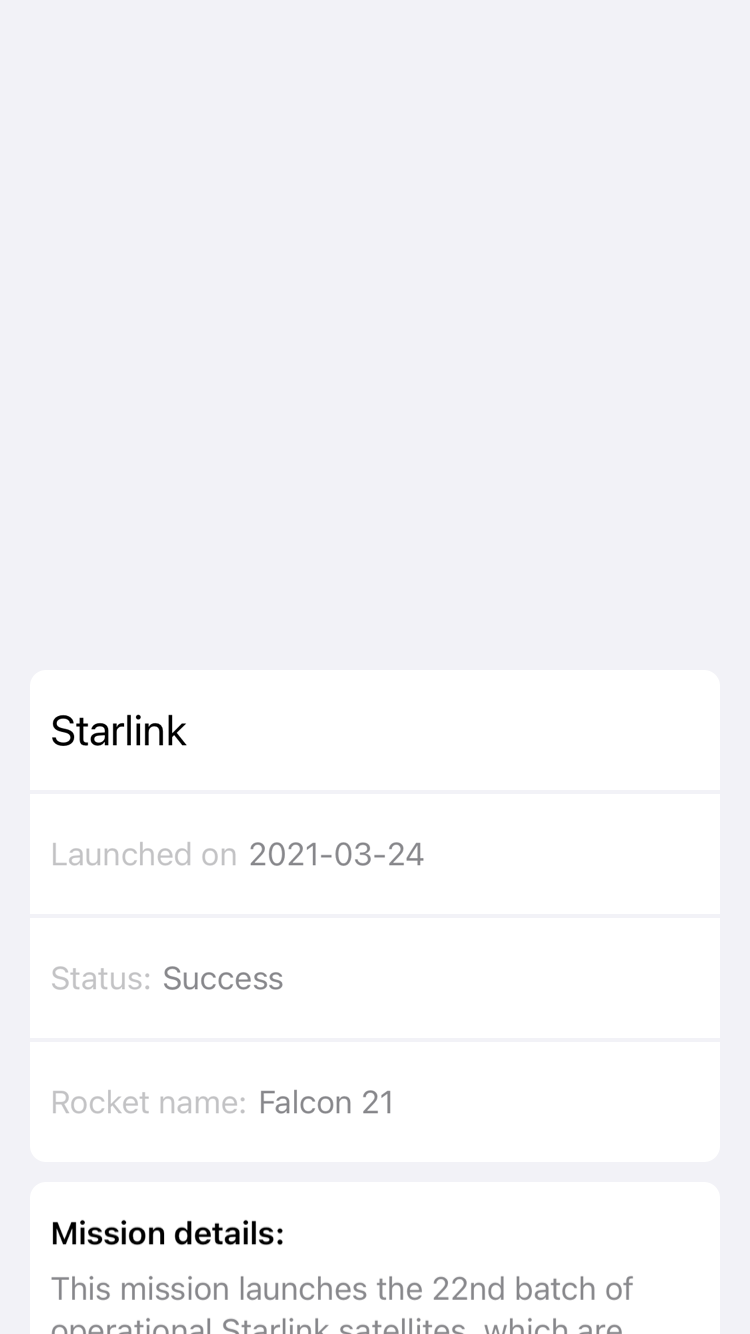 Starlink
Launched on 2021-03-24
Status: Success
Rocket name: Falcon 21
Mission details:
This mission launches the 22nd batch of
operational Starlink satellites, which are